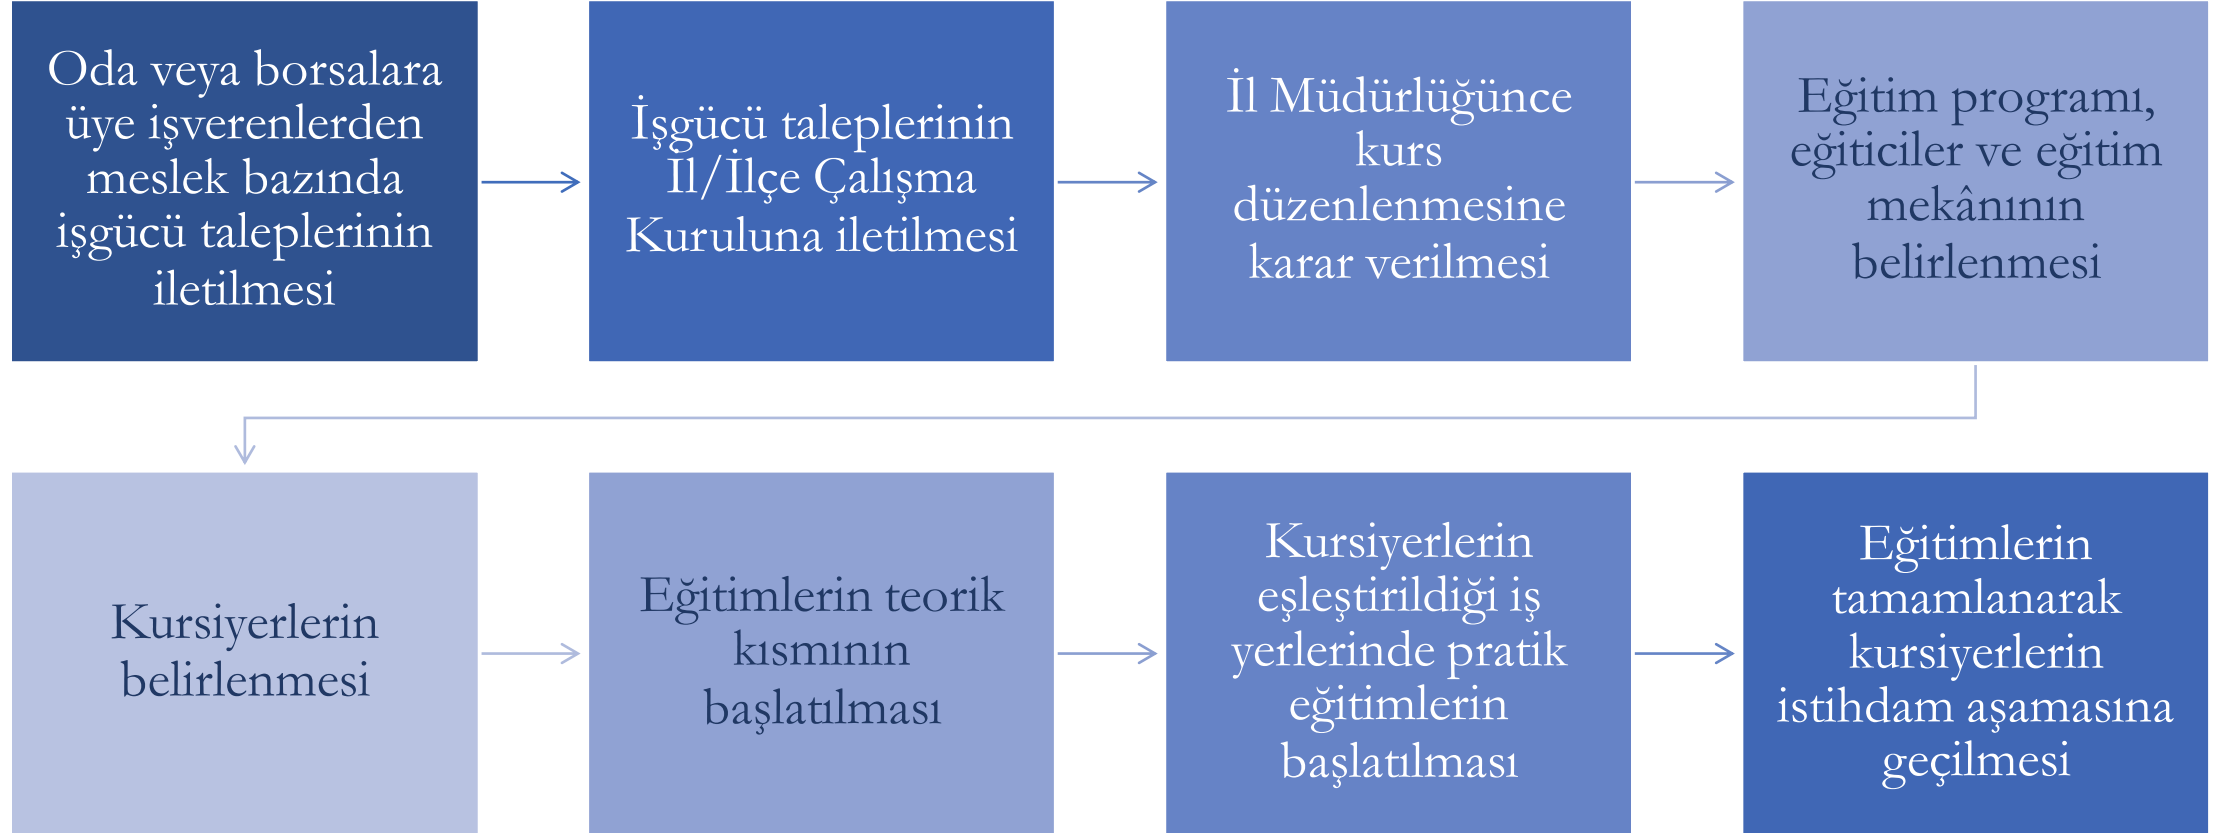 Oda veya borsalara
üye işverenlerden
meslek bazında
işgücü taleplerinin
iletilmesi
İşgücü taleplerinin
İl/İlçe Çalışma
Kuruluna iletilmesi
İl Müdürlüğünce
kurs
düzenlenmesine
karar verilmesi
Eğitim programı,
eğiticiler ve eğitim
mekânının
belirlenmesi
Kursiyerlerin
belirlenmesi
Eğitimlerin teorik
kısmının
başlatılması
Kursiyerlerin
eşleştirildiği iş
yerlerinde pratik
eğitimlerin
başlatılması
Eğitimlerin
tamamlanarak
kursiyerlerin
istihdam aşamasına
geçilmesi